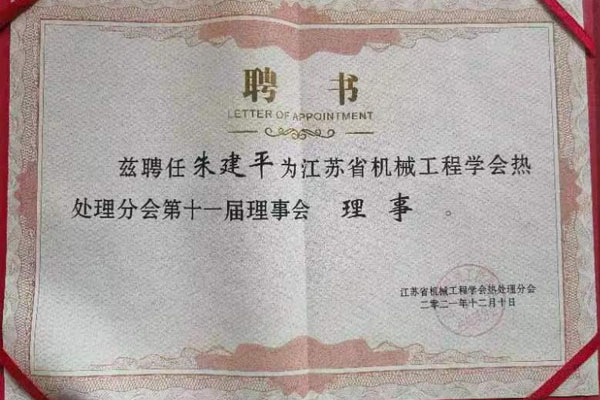 聘 书
LETTER OF APPOINTMENT
兹聘任朱建平为江苏省机械工程学会热
处理分会第十一届理事会 理事 。
江苏省机械工程学会热处理分会
二零二一年十二月十日